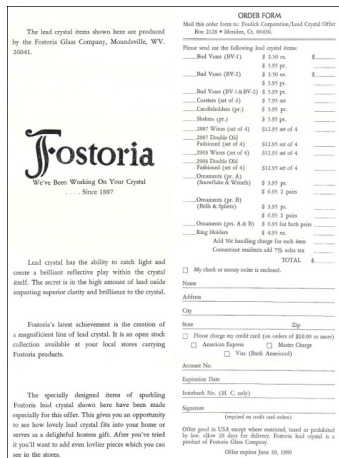 The lead crystal items shown here are produced
by the Fostoria Glass Company, Moundsville, WV.
26041.
Fostoria
We've Been Working On Your Crystal
. . . . Since 1887
Lead crystal has the ability to catch light and
create a brilliant reflective play within the crystal
itself. The secret is in the high amount of lead oxide
imparting superior clarity and brilliance to the crystal.
Fostoria's latest achievement is the creation of
a magnificent line of lead crystal. It is an open stock
collection available at your local stores carrying
Fostoria products.
The specially designed items of sparkling
Fostoria lead crystal shown here have been made
especially for this offer. This gives you an opportunity
to see how lovely crystal fits into your home or
serves as a delightful hostess gift. After you've tried
it you'll want to add even lovlier pieces which you can
see in the stores.
ORDER FORM
Mail this order form to: Fosdick Corporation/Lead Crystal Offer
Box 2128 • Meriden, Ct. 06450.
Please send me the following lead crystal items:
Bud Vases (BV-1) $ 3.50 ea. $
$ 5.95 pr.
Bud Vases (BV-2) $ 3.50 ea. $
$ 5.95 pr.
Bud Vases (BV-1 & BV-2) $ 5.95 pr.
Coasters (set of 4) $ 7.95 set
Candleholders (pr.) $ 5.95 pr.
Shakers (pr.) $ 5.95 pr.
2887 Wines (set of 4) $12.95 set of 4
2887 Double Old
Fashioned (set of 4) $12.95 set of 4
2903 Wines (set of 4) $12.95 set of 4
2903 Double Old
Fashioned (set of 4) $12.95 set of 4
Ornaments (pr. A)
(Snowflake & Wreath) $ 3.95 pr.
$ 6.95 2 pairs
Ornaments (pr. B)
(Bells & Sphere) $ 3.95 pr.
$ 6.95 2 pairs
Ornaments (prs. A & B) $ 6.95 for both pairs
Ring Holders $ 4.95 ea.
Add 50¢ handling charge for each item
Connecticut residents add 7% sales tax
TOTAL $
My check or money order is enclosed.
Name
Address
City
State Zip
Please charge my credit card (on orders of $10.00 or more)
American Express Master Charge
Visa (Bank Americard)
Account No.
Expiration Date
Interbank No. (M. C. only)
Signature
(required on credit card orders)
Offer good in USA except where restricted, taxed or prohibited
by law. allow 28 days for delivery. Fostoria lead crystal is a
product of Fostoria Glass Company.
Offer expires June 30, 1980